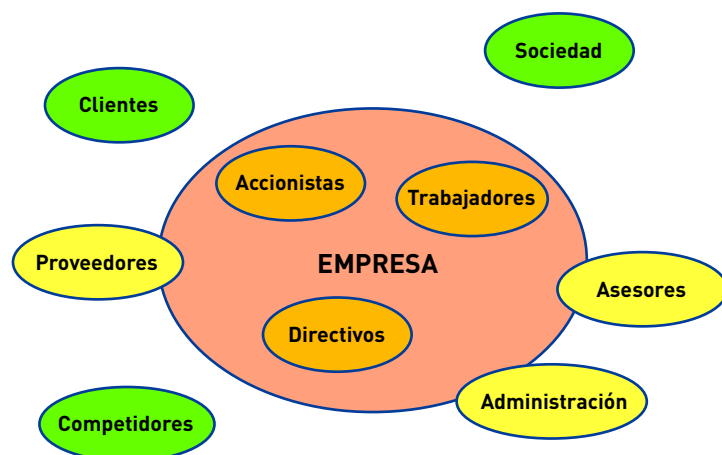 Sociedad
Clientes
Accionistas
Trabajadores
Proveedores
EMPRESA
Asesores
Directivos
Administración
Competidores